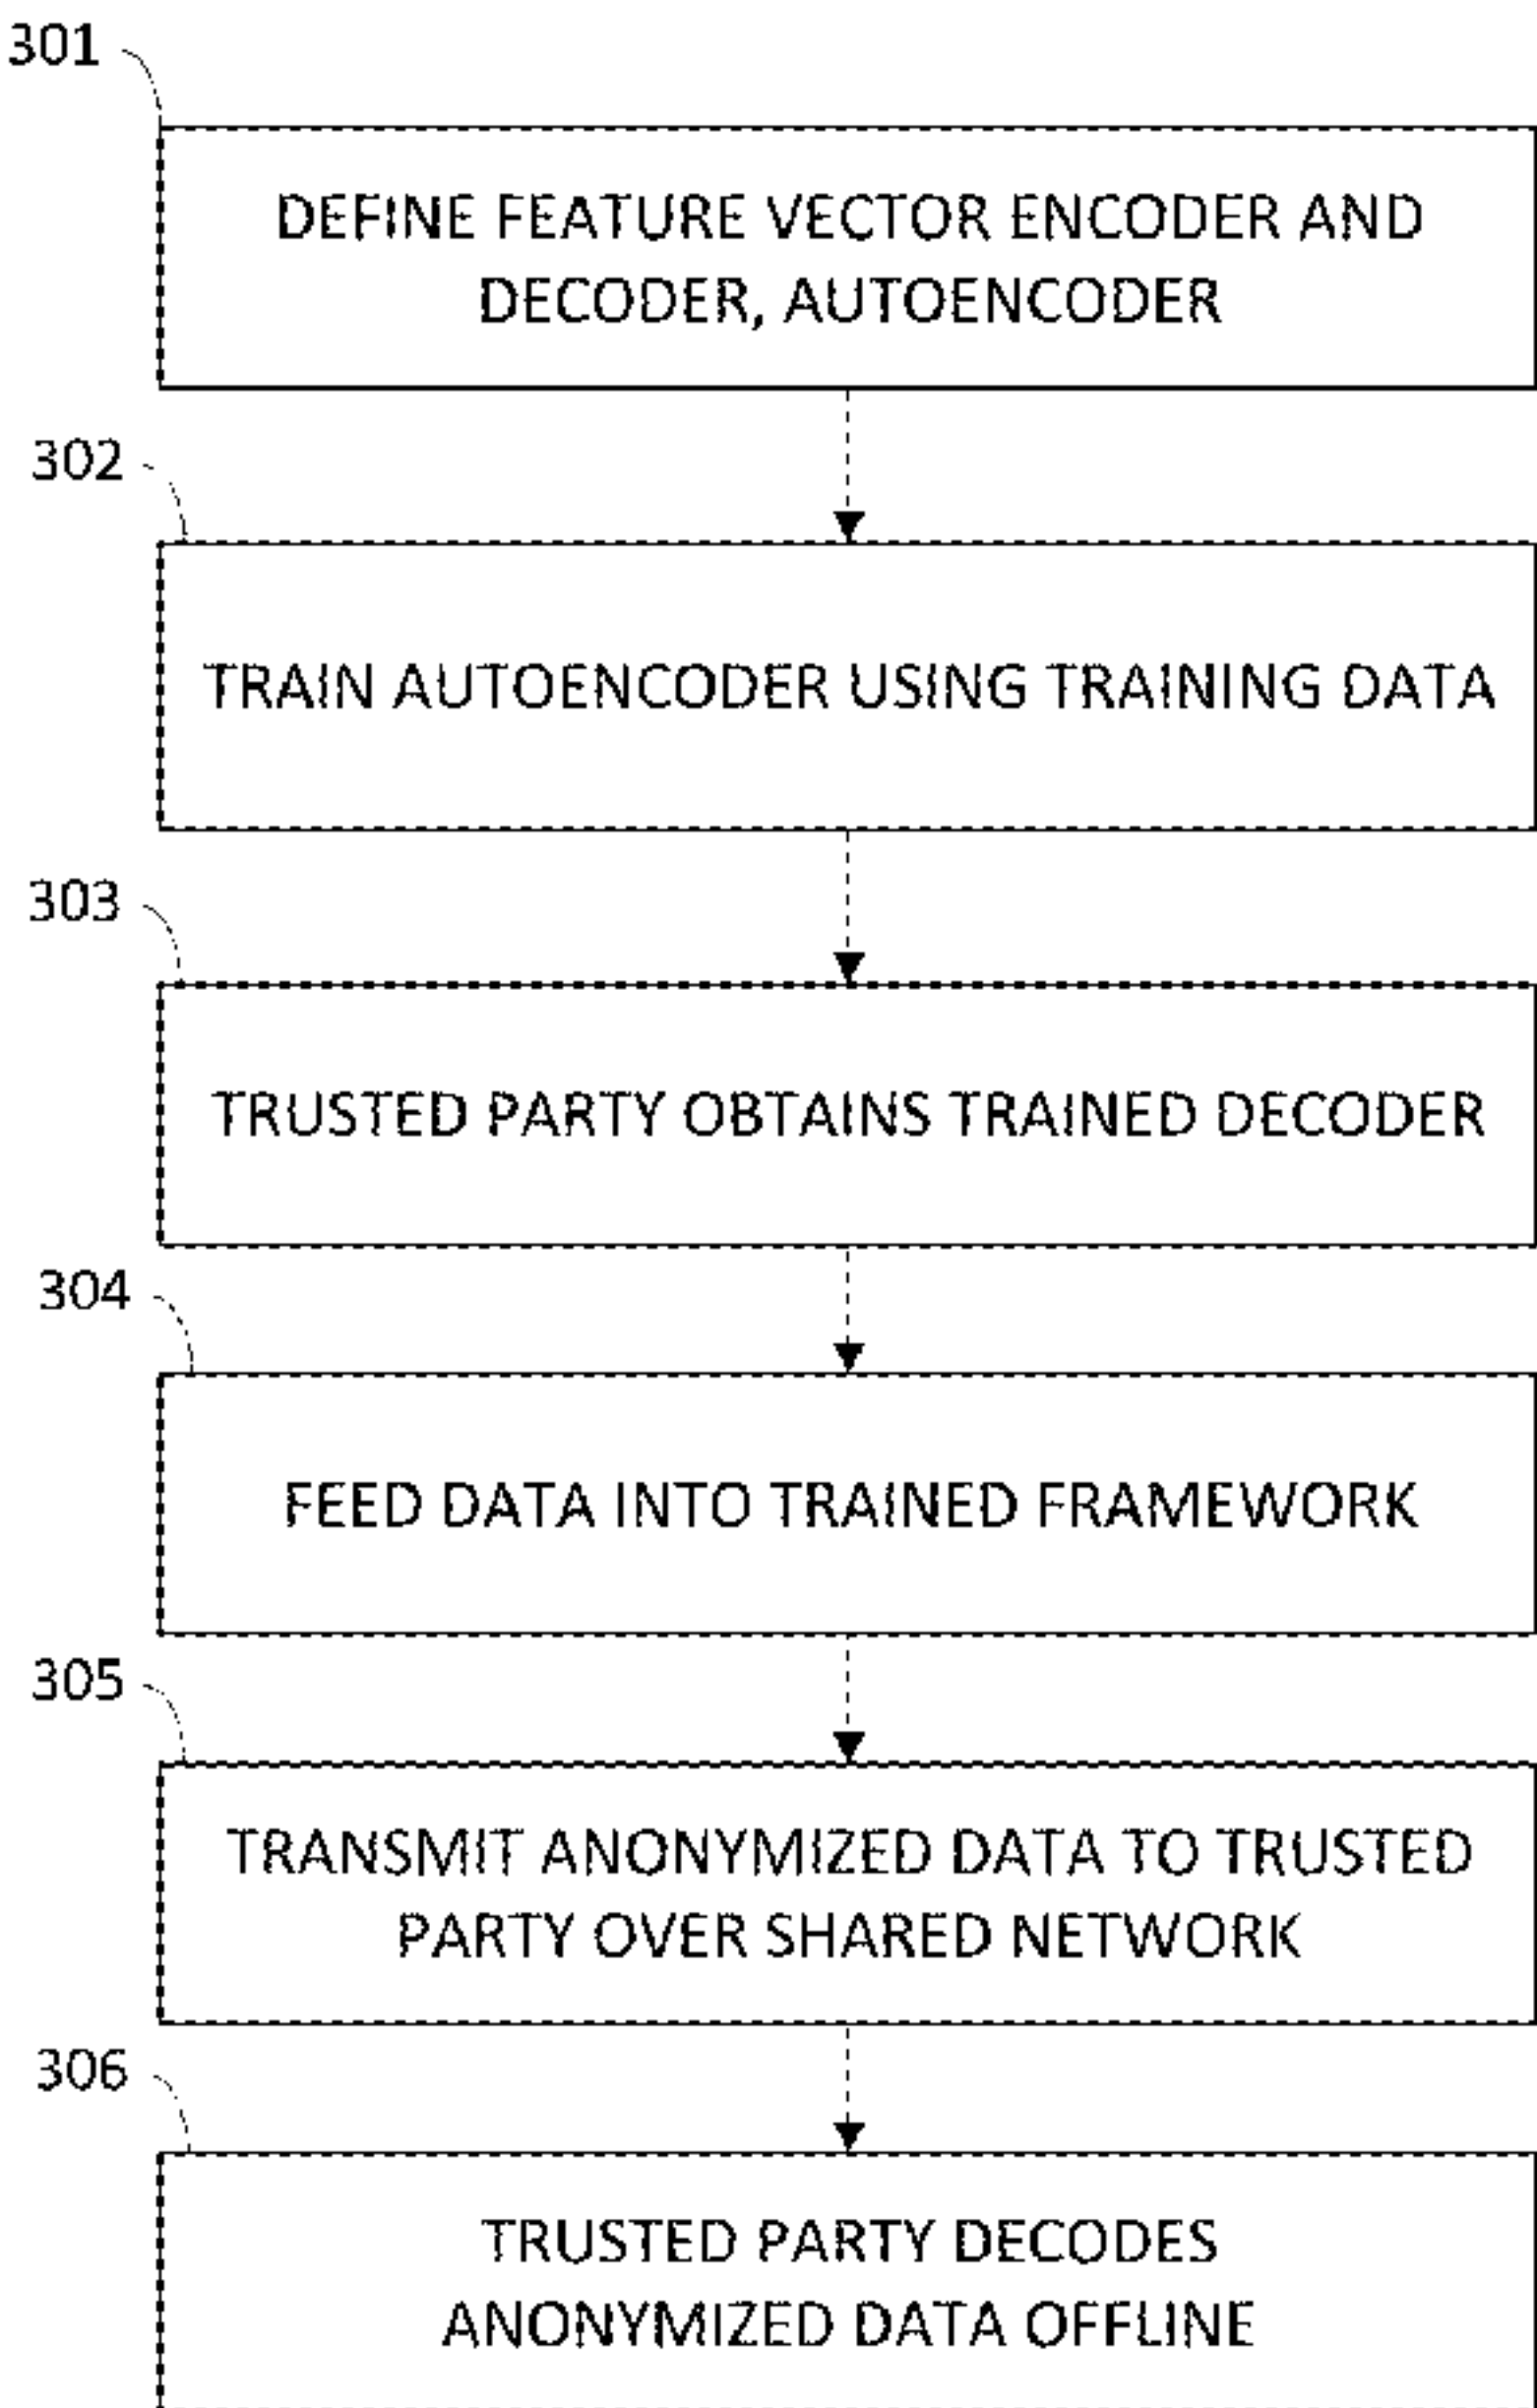 301
DEFINE FEATURE VECTOR ENCODER AND
DECODER, AUTOENCODER
302
TRAIN AUTOENCODER USING TRAINING DATA
303
TRUSTED PARTY OBTAINS TRAINED DECODER
304
FEED DATA INTO TRAINED FRAMEWORK
305
TRANSMIT ANONYMIZED DATA TO TRUSTED
PARTY OVER SHARED NETWORK
306
TRUSTED PARTY DECODES
ANONYMIZED DATA OFFLINE